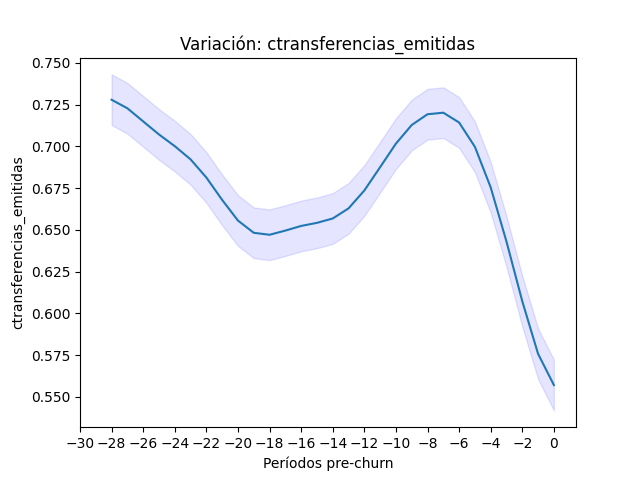 Variación: ctransferencias_emitidas
ctransferencias_emitidas
0.750
0.725
0.700
0.675
0.650
0.625
0.600
0.575
0.550
−30 −28 −26 −24 −22 −20 −18 −16 −14 −12 −10 −8 −6 −4 −2 0
Períodos pre-churn